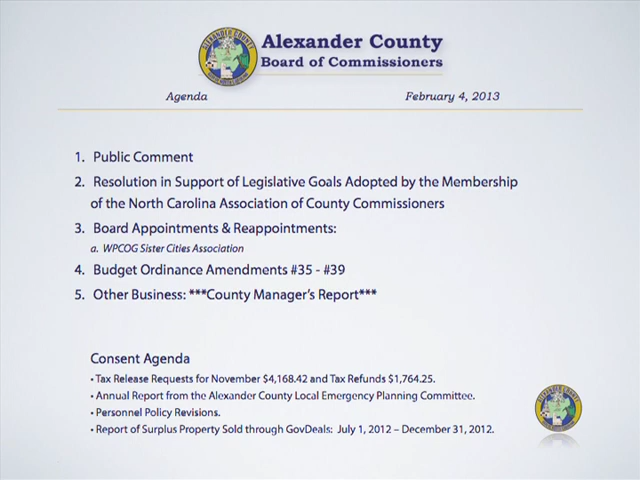 Alexander County
Board of Commissioners
Agenda February 4, 2013
1. Public Comment
2. Resolution in Support of Legislative Goals Adopted by the Membership
of the North Carolina Association of County Commissioners
3. Board Appointments & Reappointments:
a. WPCOG Sister Cities Association
4. Budget Ordinance Amendments #35 - #39
5. Other Business: ***County Manager's Report***
Consent Agenda
• Tax Release Requests for November $4,168.42 and Tax Refunds $1,764.25.
• Annual Report from the Alexander County Local Emergency Planning Committee.
• Personnel Policy Revisions.
• Report of Surplus Property Sold through GovDeals: July 1, 2012 – December 31, 2012.